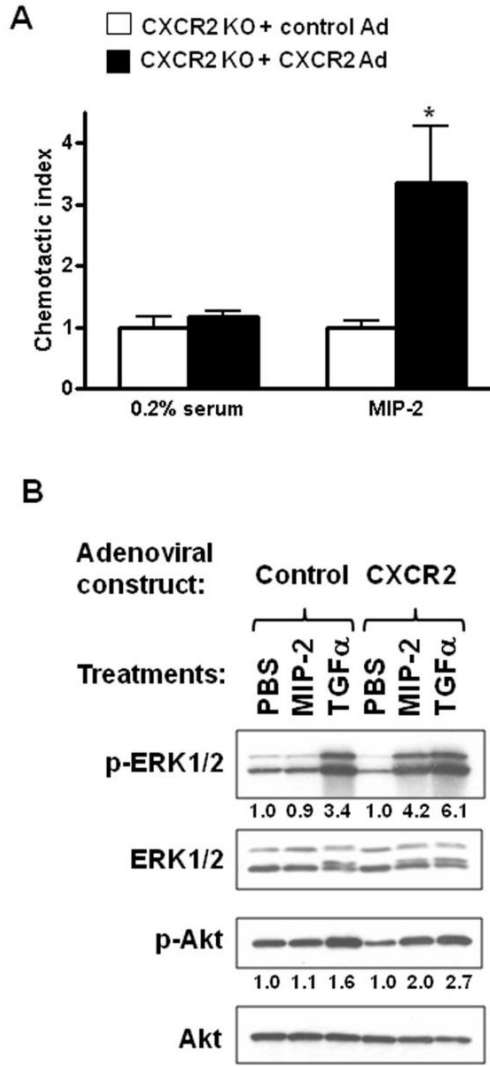 A
CXCR2 KO + control Ad
CXCR2 KO + CXCR2 Ad
Chemotactic index
4
3
2
1
0
0.2% serum
MIP-2
*
B
Adenoviral
construct:
Control CXCR2
Treatments:
PBS MIP-2 TGFα PBS MIP-2 TGFα
p-ERK1/2
1.0 0.9 3.4 1.0 4.2 6.1
ERK1/2
p-Akt
1.0 1.1 1.6 1.0 2.0 2.7
Akt